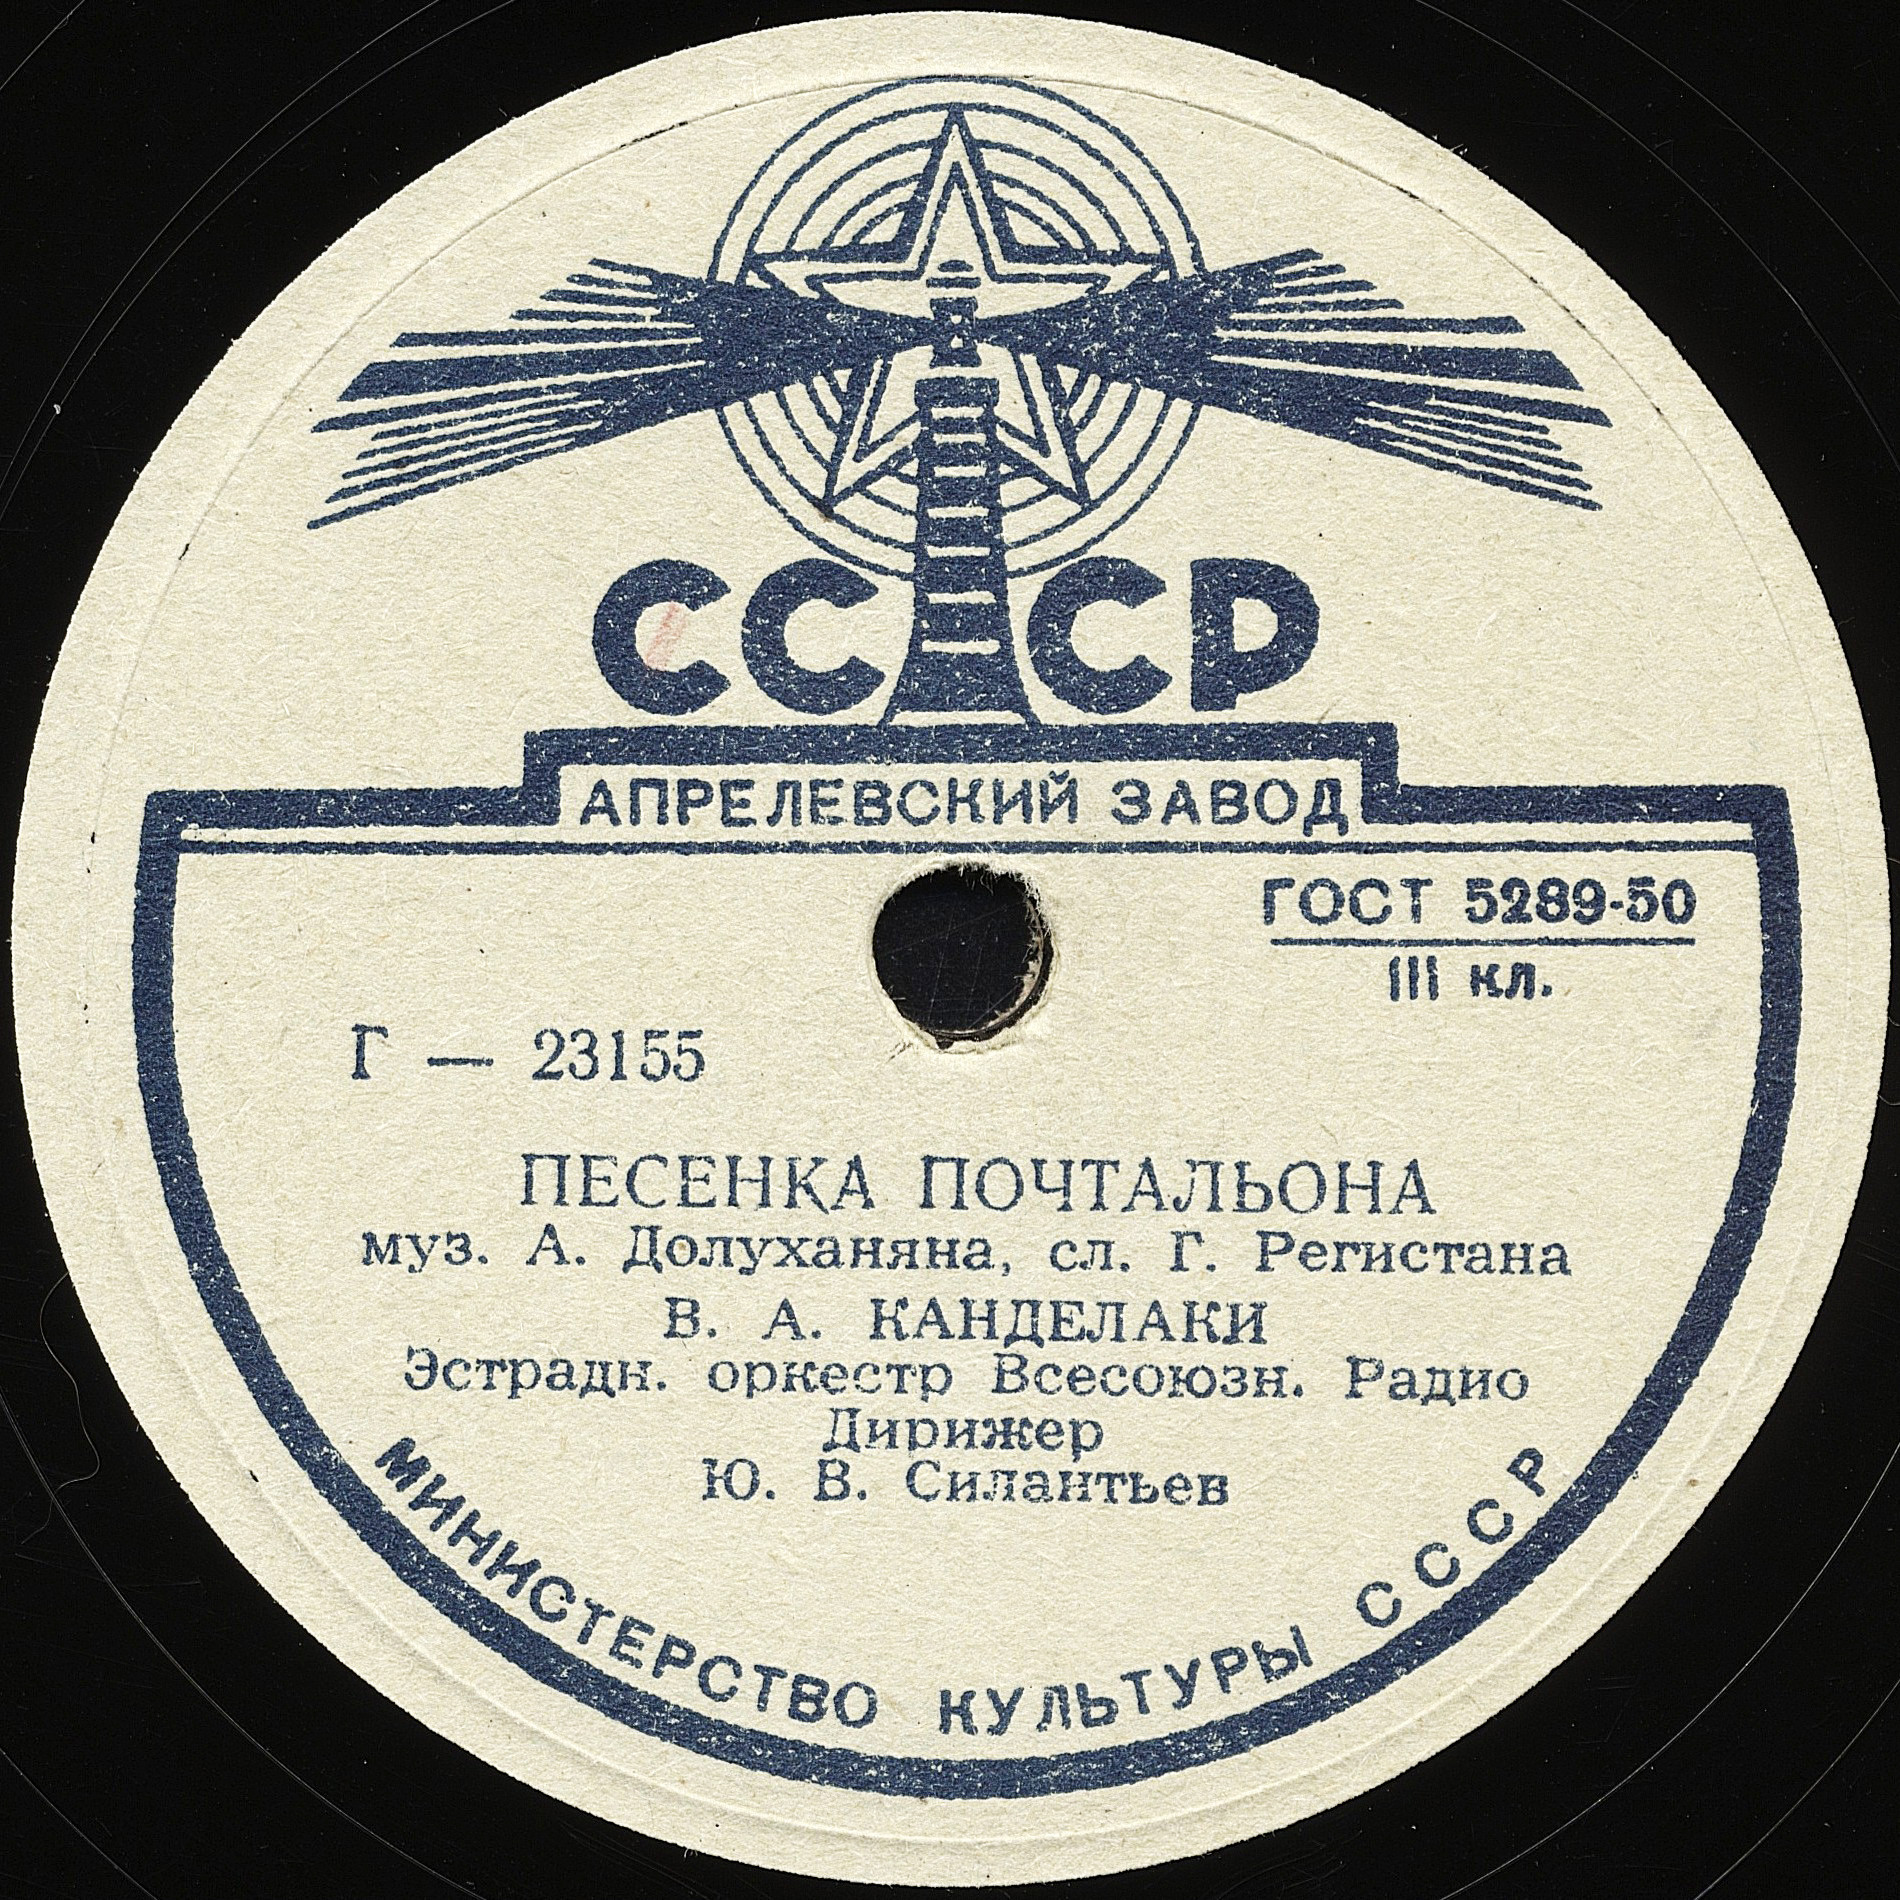 СССР
АПРЕЛЕВСКИЙ ЗАВОД
ГОСТ 5289-50
III кл.
Г — 23155
ПЕСЕНКА ПОЧТАЛЬОНА
муз. А. Долуханяна, сл. Г. Регистана
В. А. КАНДЕЛАКИ
Эстрадн. оркестр Всесоюзн. Радио
Дирижер
Ю. В. Силантьев
МИНИСТЕРСТВО КУЛЬТУРЫ СССР